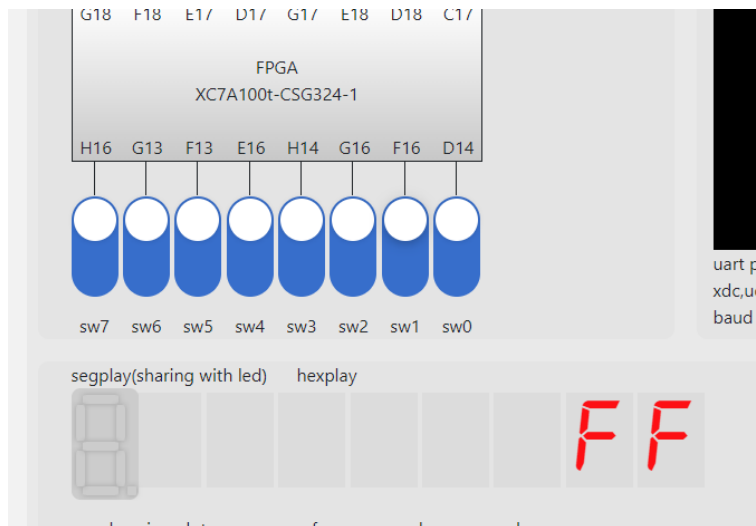 G18 F18 E17 D17 G17 E18 D18 C17
FPGA
XC7A100t-CSG324-1
H16 G13 F13 E16 H14 G16 F16 D14
sw7 sw6 sw5 sw4 sw3 sw2 sw1 sw0
uart p
xdc,u
baud
segplay(sharing with led) hexplay
FF